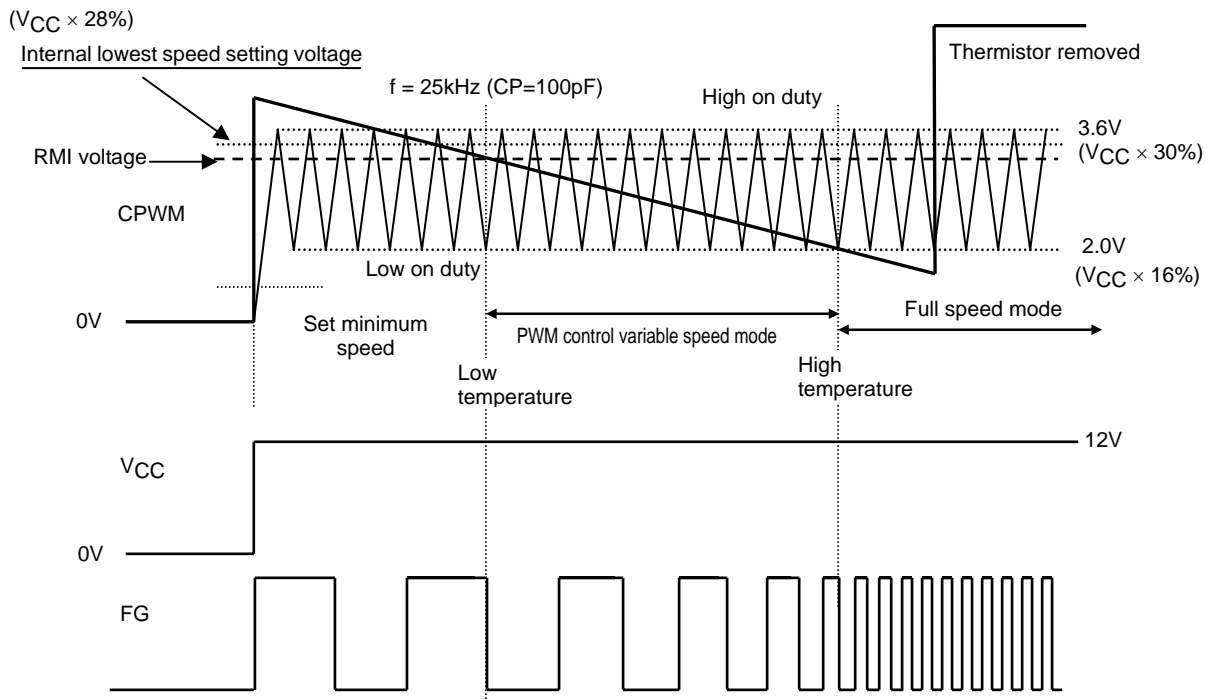 (VCC × 28%)
Internal lowest speed setting voltage
Thermistor removed
f = 25kHz (CP=100pF)
High on duty
3.6V
(VCC × 30%)
RMI voltage
CPWM
Low on duty
2.0V
(VCC × 16%)
0V
Set minimum
speed
PWM control variable speed mode
Full speed mode
Low
temperature
High
temperature
VCC
12V
0V
FG